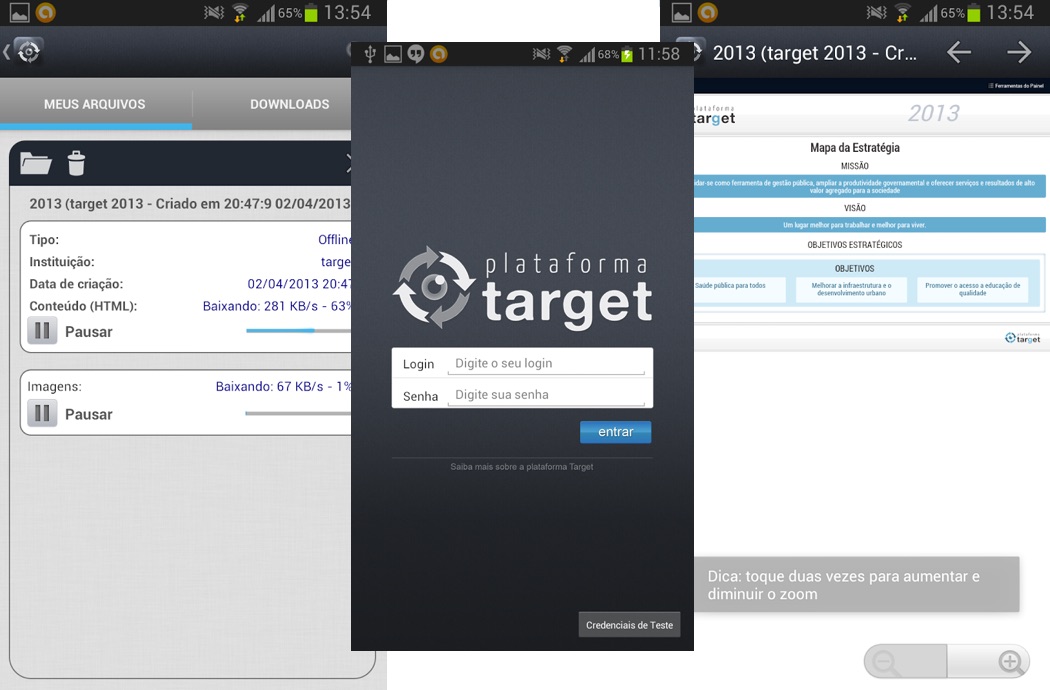 65% 13:54
MEUS ARQUIVOS DOWNLOADS
2013 (target 2013 - Criado em 20:47:9 02/04/2013
Tipo: Offline
Instituição: targe
Data de criação: 02/04/2013 20:47
Conteúdo (HTML): Baixando: 281 KB/s - 63%
Pausar
Imagens: Baixando: 67 KB/s - 1%
Pausar
68% 11:58
plataforma
target
Login Digite o seu login
Senha Digite sua senha
entrar
Saiba mais sobre a plataforma Target
Credenciais de Teste
65% 13:54
2013 (target 2013 - Cr...
Ferramentas do Painel
plataforma
target
2013
Mapa da Estratégia
MISSÃO
dar-se como ferramenta de gestão pública, ampliar a produtividade governamental e oferecer serviços e resultados de alto
valor agregado para a sociedade
VISÃO
Um lugar melhor para trabalhar e melhor para viver.
OBJETIVOS ESTRATÉGICOS
OBJETIVOS
Saúde pública para todos
Melhorar a infraestrutura e o
desenvolvimento urbano
Promover o acesso a educação de
qualidade
plataforma
target
Dica: toque duas vezes para aumentar e
diminuir o zoom